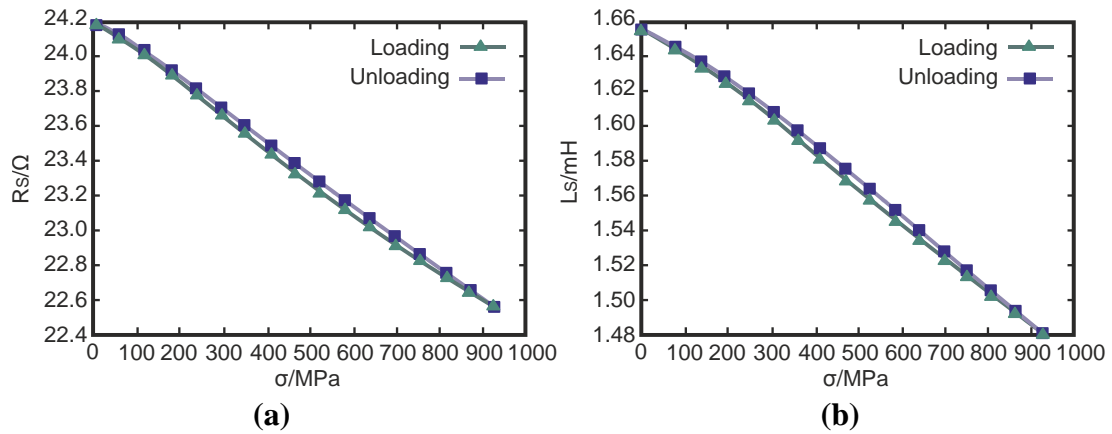 24.2
24.0
23.8
23.6
23.4
23.2
23.0
22.8
22.6
22.4
Rs/Ω
Loading
Unloading
0 100 200 300 400 500 600 700 800 900 1000
σ/MPa
(a)
1.66
1.64
1.62
1.60
1.58
1.56
1.54
1.52
1.50
1.48
Ls/mH
Loading
Unloading
0 100 200 300 400 500 600 700 800 900 1000
σ/MPa
(b)